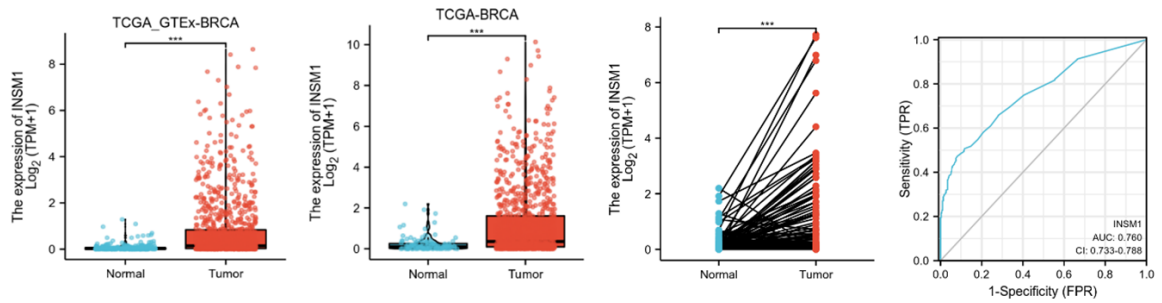 TCGA_GTEx-BRCA
The expression of INSM1
Log2 (TPM+1)
8
6
4
2
0
***
Normal
Tumor
TCGA-BRCA
The expression of INSM1
Log2 (TPM+1)
10
8
6
4
2
0
***
Normal
Tumor
The expression of INSM1
Log2 (TPM+1)
8
6
4
2
0
***
Normal
Tumor
Sensitivity (TPR)
1.0
0.8
0.6
0.4
0.2
0.0
INSM1
AUC: 0.760
CI: 0.733-0.788
0.0 0.2 0.4 0.6 0.8 1.0
1-Specificity (FPR)